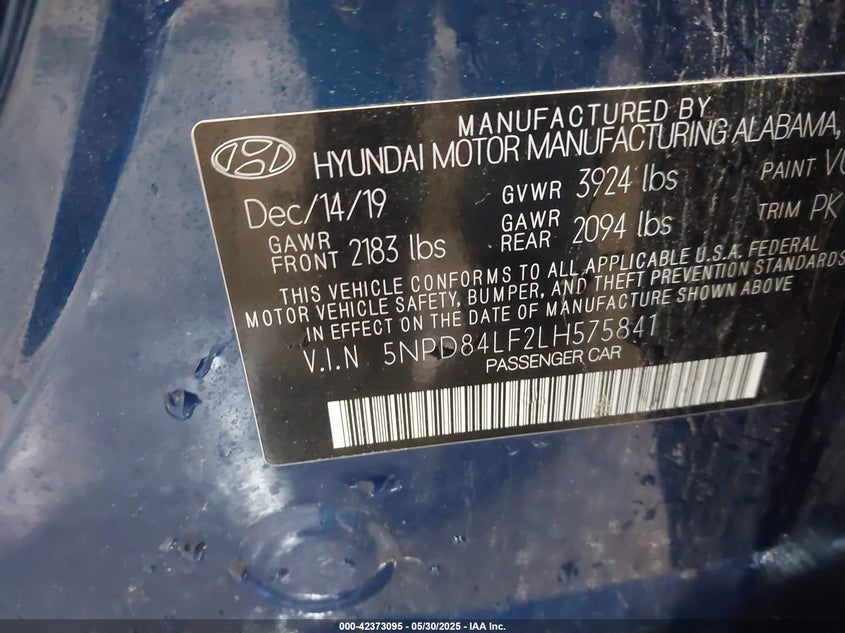 MANUFACTURED BY
HYUNDAI MOTOR MANUFACTURING ALABAMA,
Dec/14/19 GVWR 3924 lbs PAINT
GAWR FRONT 2183 lbs GAWR REAR 2094 lbs TRIM PK
THIS VEHICLE CONFORMS TO ALL APPLICABLE U.S.A. FEDERAL
MOTOR VEHICLE SAFETY, BUMPER, AND THEFT PREVENTION STANDARDS
IN EFFECT ON THE DATE OF MANUFACTURE SHOWN ABOVE
V.I.N 5NPD84LF2LH575841
PASSENGER CAR
000-42373095 - 05/30/2025 - IAA Inc.